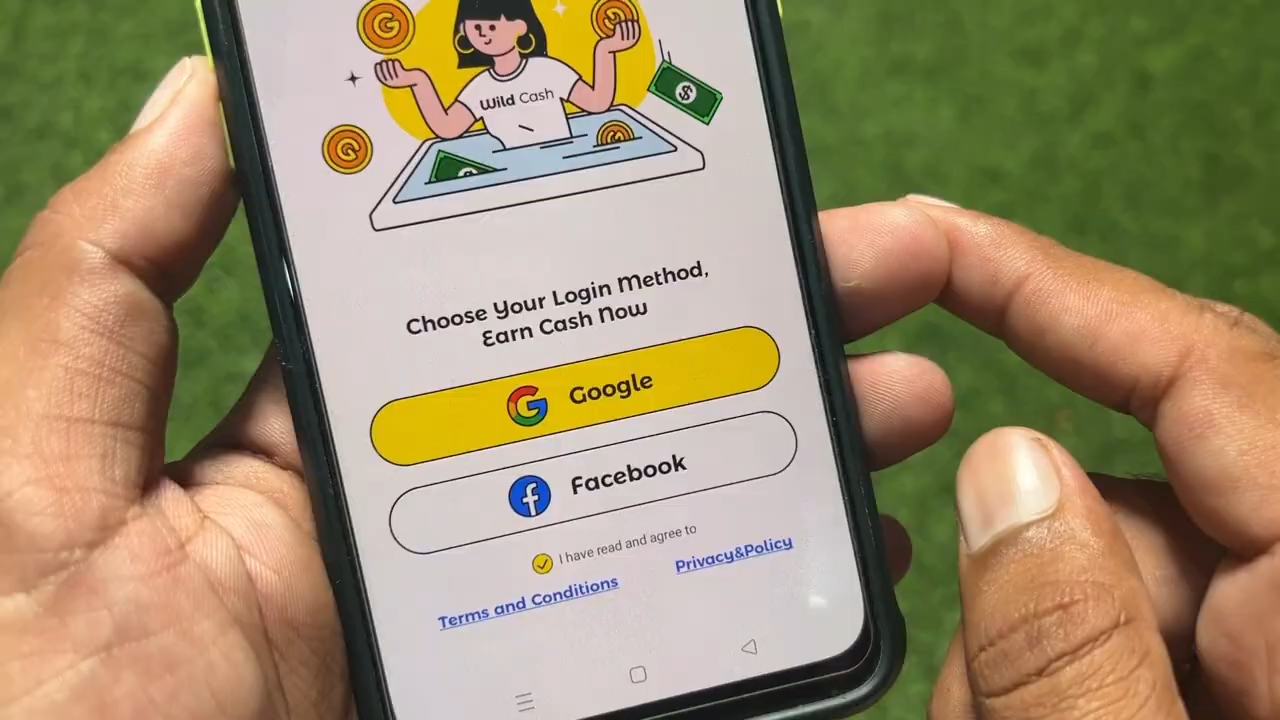 Wild Cash
Choose Your Login Method,
Earn Cash Now
Google
Facebook
I have read and agree to
Terms and Conditions
Privacy&Policy